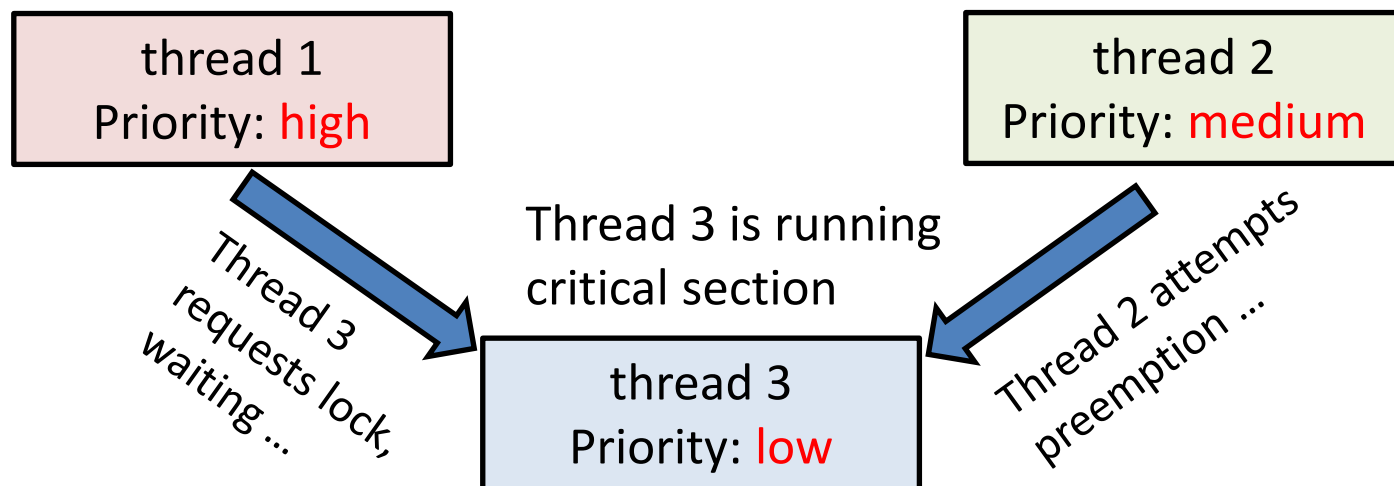 thread 1
Priority: high
thread 2
Priority: medium
Thread 3 is running
critical section
Thread 3
requests lock,
waiting ...
Thread 2 attempts
preemption ...
thread 3
Priority: low